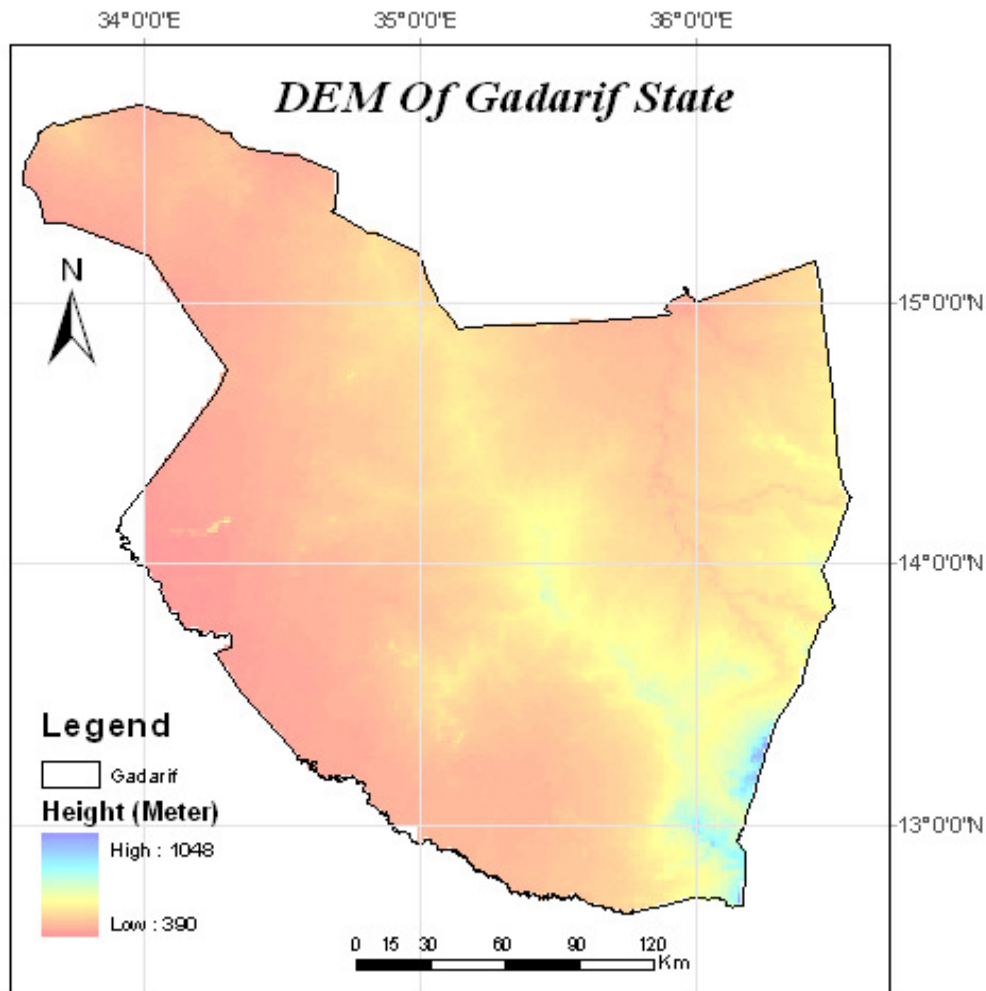 34°0'0"E 35°0'0"E 36°0'0"E
DEM Of Gadarif State
N
15°0'0"N
14°0'0"N
13°0'0"N
Legend
Gadarif
Height (Meter)
High : 1048
Low : 390
0 15 30 60 90 120
Km